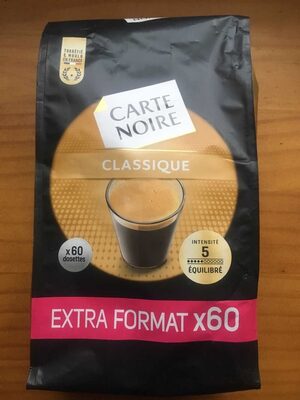 CARTE
NOIRE
CLASSIQUE
x60
dosettes
INTENSITÉ
5
ÉQUILIBRÉ
EXTRA FORMAT x60